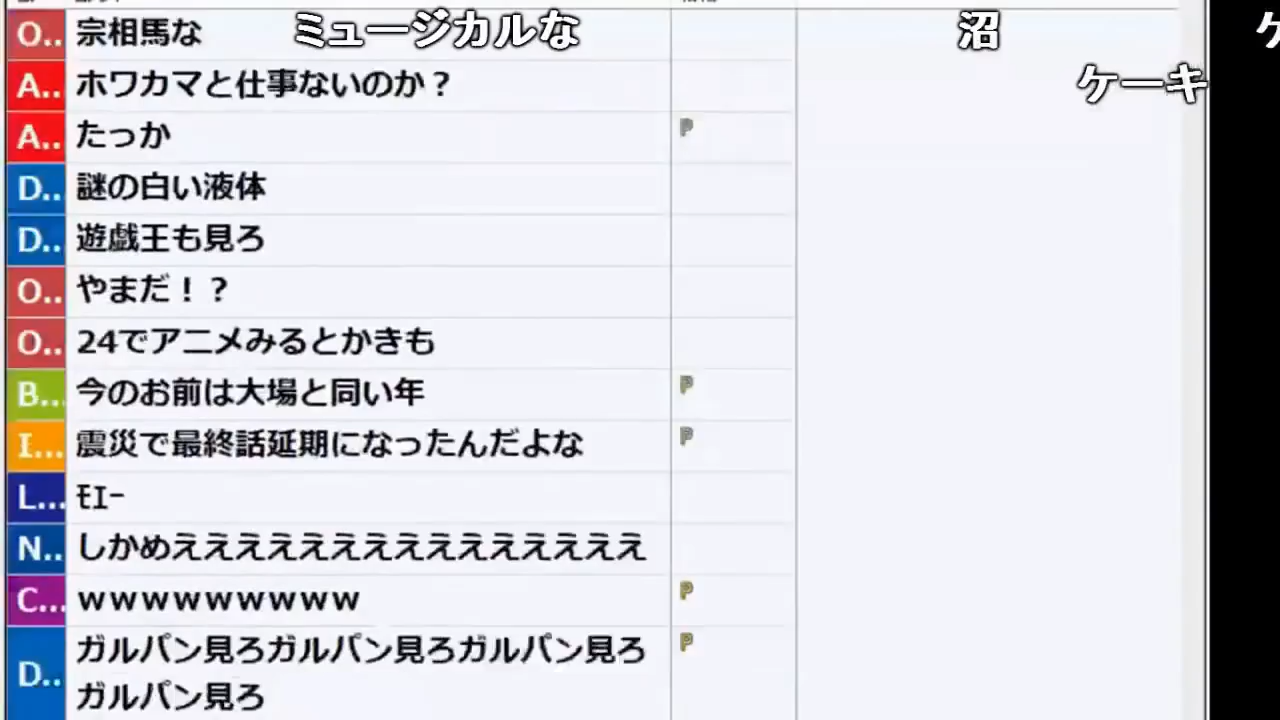 O.. 宗相馬な ミュージカルな 沼
ケーキ
A.. ホワカマと仕事ないのか？
A.. たっか P
D.. 謎の白い液体
D.. 遊戯王も見ろ
O.. やまだ！？
O.. 24でアニメみるとかきも
B... 今のお前は大場と同い年 P
I... 震災で最終話延期になったんだよな P
L... ﾓｴｰ
N.. しかめええええええええええええええええ
C... ｗｗｗｗｗｗｗｗｗ P
D.. ガルパン見ろガルパン見ろガルパン見ろ P
ガルパン見ろ